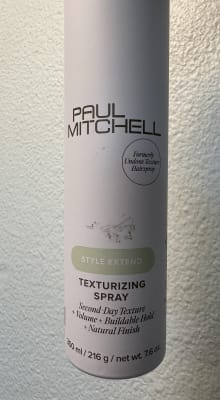 PAUL
MITCHELL
Formerly
Undone Texture
Hairspray
STYLE EXTEND
TEXTURIZING
SPRAY
Second-Day Texture
+ Volume + Buildable Hold
+ Natural Finish
ml / 216 g / net wt. 7.6